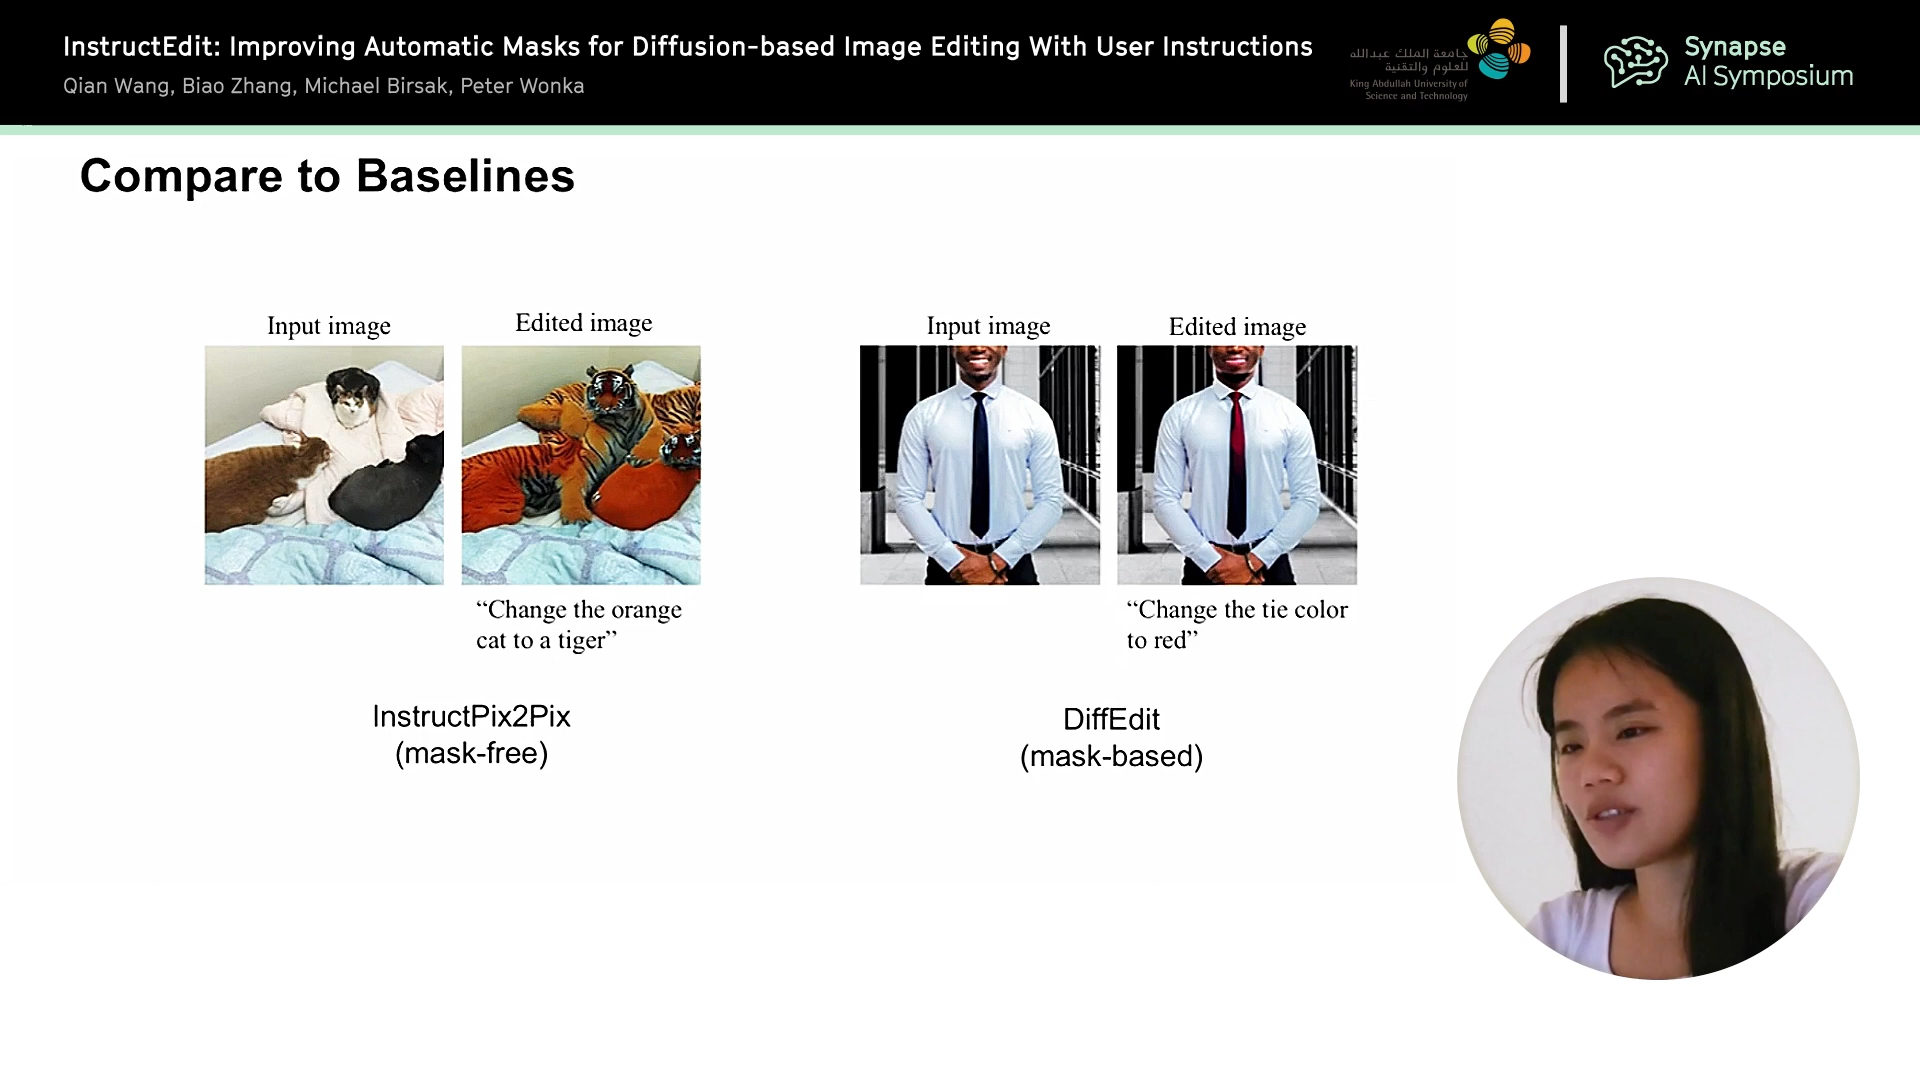 InstructEdit: Improving Automatic Masks for Diffusion-based Image Editing With User Instructions
Qian Wang, Biao Zhang, Michael Birsak, Peter Wonka
جامعة الملك عبدالله
للعلوم والتقنية
King Abdullah University of
Science and Technology
Synapse
AI Symposium
Compare to Baselines
Input image
Edited image
Input image
Edited image
“Change the orange
cat to a tiger”
“Change the tie color
to red”
InstructPix2Pix
(mask-free)
DiffEdit
(mask-based)